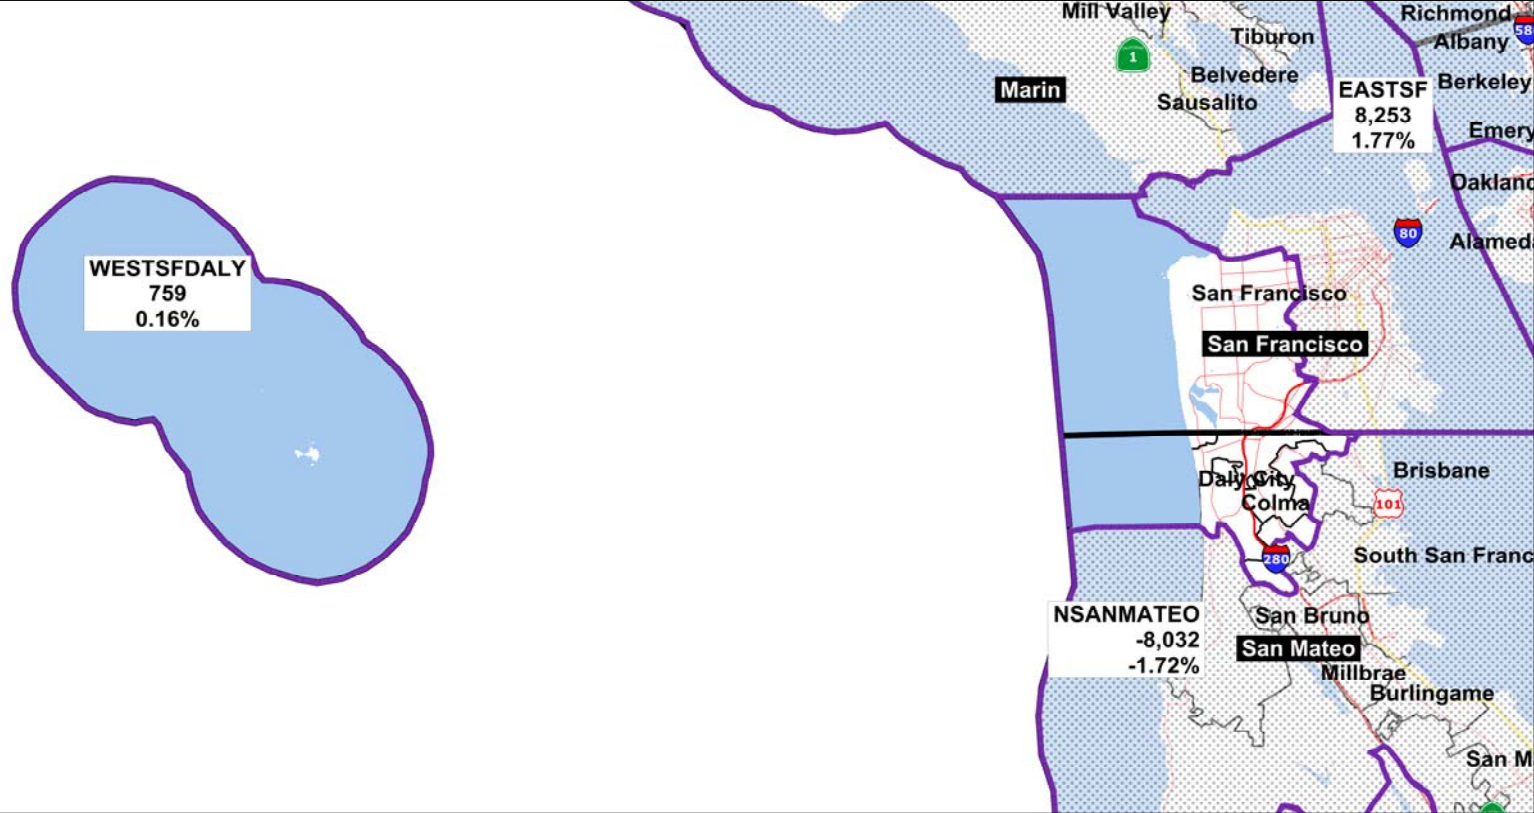 Mill Valley
Richmond
1
Tiburon
58
Albany
Belvedere
Berkeley
Marin
EASTSF
Sausalito
8,253
1.77%
Emery
Oakland
80
Alameda
WESTSFDALY
759
0.16%
San Francisco
San Francisco
Brisbane
Daly City
Colma
101
280
South San Franc
NSANMATEO
-8,032
-1.72%
San Bruno
San Mateo
Millbrae
Burlingame
San M